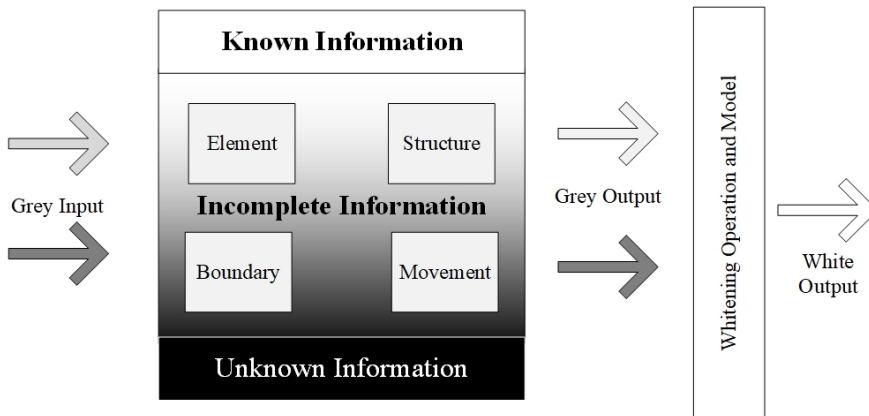 Known Information
Element
Structure
Grey Input
Incomplete Information
Grey Output
Boundary
Movement
Unknown Information
Whitening Operation and Model
White
Output